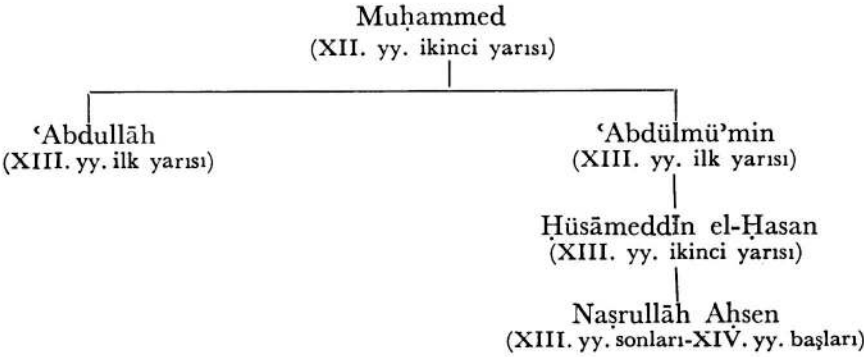 Muḥammed
(XII. yy. ikinci yarısı)
ʿAbdullāh
(XIII. yy. ilk yarısı)
ʿAbdülmü’min
(XIII. yy. ilk yarısı)
Ḥüsāmeddīn el-Ḥasan
(XIII. yy. ikinci yarısı)
Naṣrullāh Aḥsen
(XIII. yy. sonları-XIV. yy. başları)